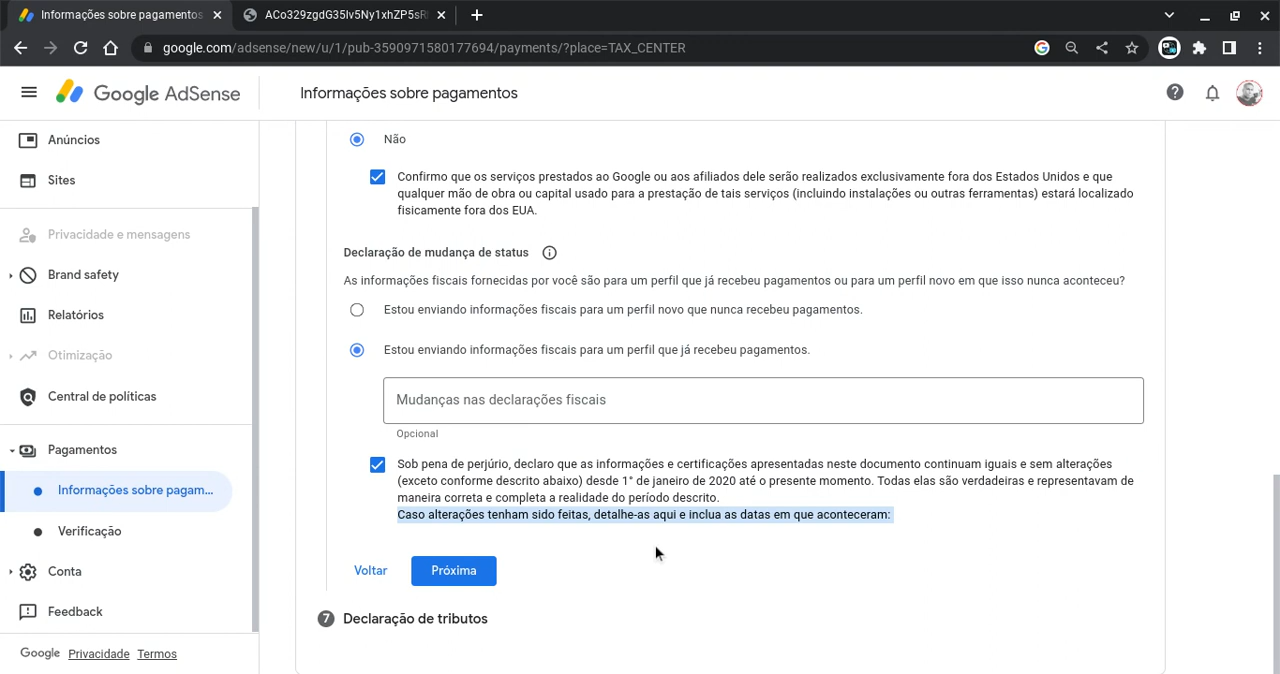 Informações sobre pagamentos
ACo329zgdG35lv5Ny1xhZP5sR
google.com/adsense/new/u/1/pub-3590971580177694/payments/?place=TAX_CENTER
Google AdSense
Informações sobre pagamentos
Anúncios
Sites
Privacidade e mensagens
Brand safety
Relatórios
Otimização
Central de políticas
Pagamentos
Informações sobre pagam...
Verificação
Conta
Feedback
Google Privacidade Termos
Não
Confirmo que os serviços prestados ao Google ou aos afiliados dele serão realizados exclusivamente fora dos Estados Unidos e que
qualquer mão de obra ou capital usado para a prestação de tais serviços (incluindo instalações ou outras ferramentas) estará localizado
fisicamente fora dos EUA.
Declaração de mudança de status
As informações fiscais fornecidas por você são para um perfil que já recebeu pagamentos ou para um perfil novo em que isso nunca aconteceu?
Estou enviando informações fiscais para um perfil novo que nunca recebeu pagamentos.
Estou enviando informações fiscais para um perfil que já recebeu pagamentos.
Mudanças nas declarações fiscais
Opcional
Sob pena de perjúrio, declaro que as informações e certificações apresentadas neste documento continuam iguais e sem alterações
(exceto conforme descrito abaixo) desde 1° de janeiro de 2020 até o presente momento. Todas elas são verdadeiras e representavam de
maneira correta e completa a realidade do período descrito.
Caso alterações tenham sido feitas, detalhe-as aqui e inclua as datas em que aconteceram:
Voltar
Próxima
7 Declaração de tributos